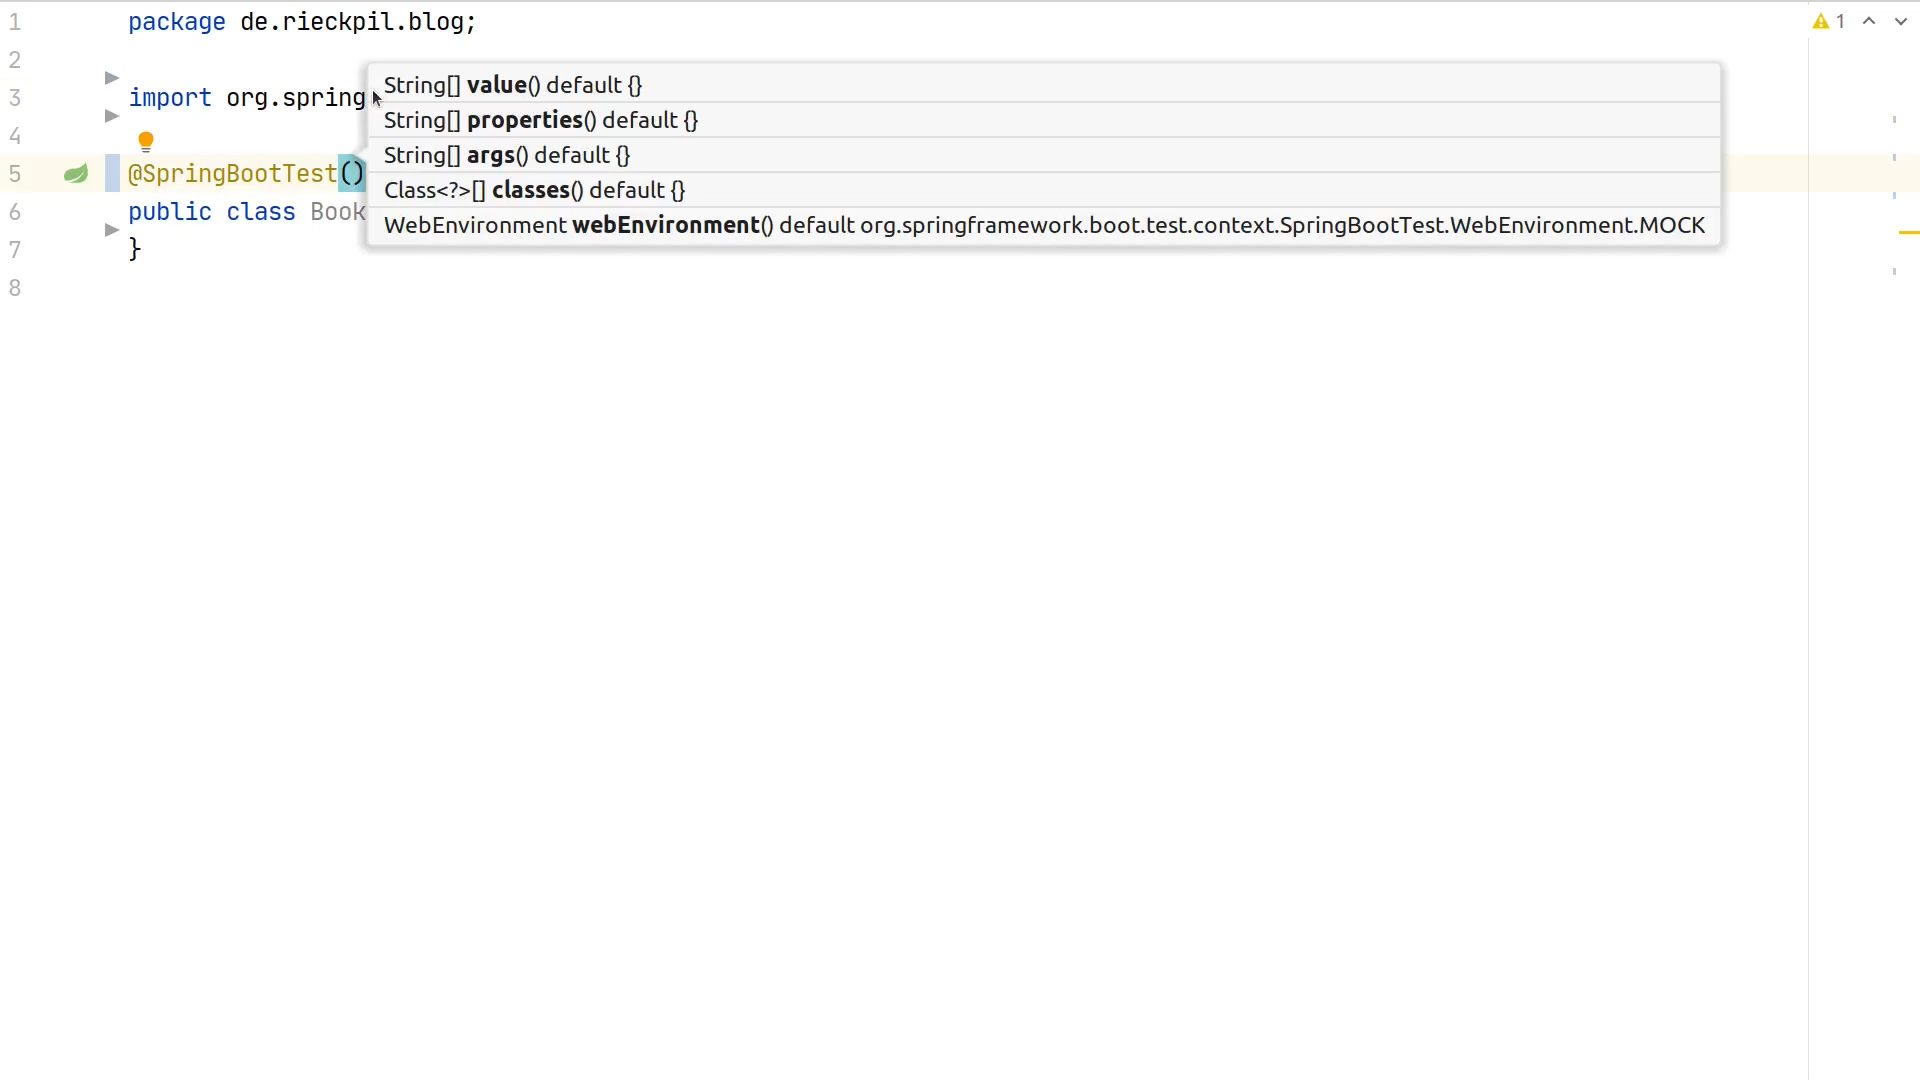 1 package de.rieckpil.blog;
2
String[] value() default {}
3 import org.spring
String[] properties() default {}
4
String[] args() default {}
5 @SpringBootTest()
Class<?>[] classes() default {}
6 public class Book
WebEnvironment webEnvironment() default org.springframework.boot.test.context.SpringBootTest.WebEnvironment.MOCK
7 }
8
1